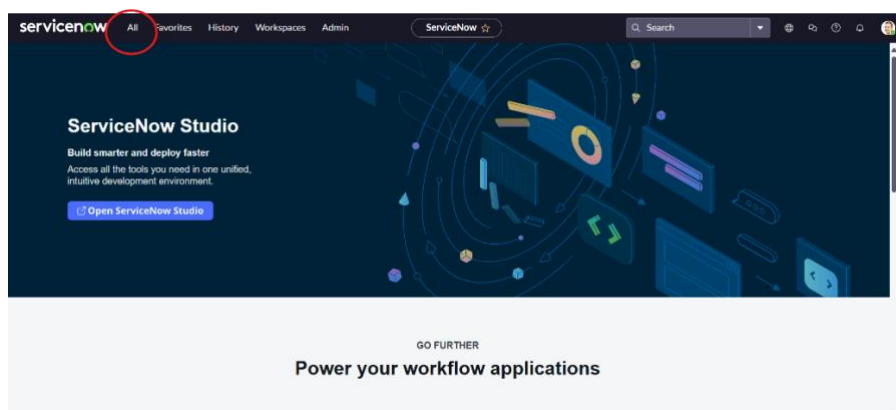 servicenow All Favorites History Workspaces Admin ServiceNow Search
ServiceNow Studio
Build smarter and deploy faster
Access all the tools you need in one unified,
intuitive development environment.
Open ServiceNow Studio
GO FURTHER
Power your workflow applications